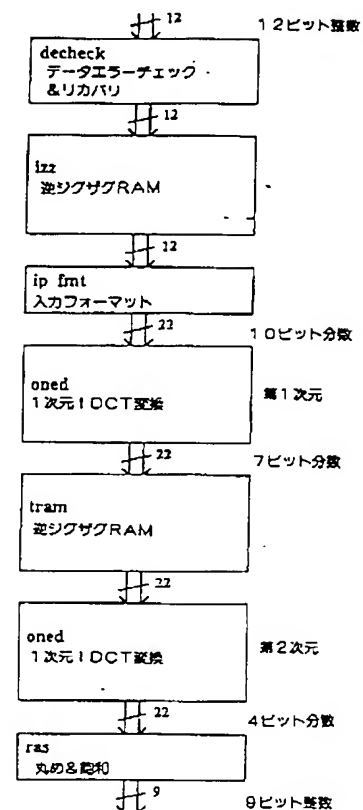 12 12ビット整数
decheck
データエラーチェック
&リカバリ
12
izz
逆ジグザグRAM
12
ip fmt
入力フォーマット
22 10ビット分数
oned 第1次元
1次元IDCT変換
22 7ビット分数
tram
逆ジグザグRAM
22
oned 第2次元
1次元IDCT変換
22 4ビット分数
ras
丸め&飽和
9 9ビット整数